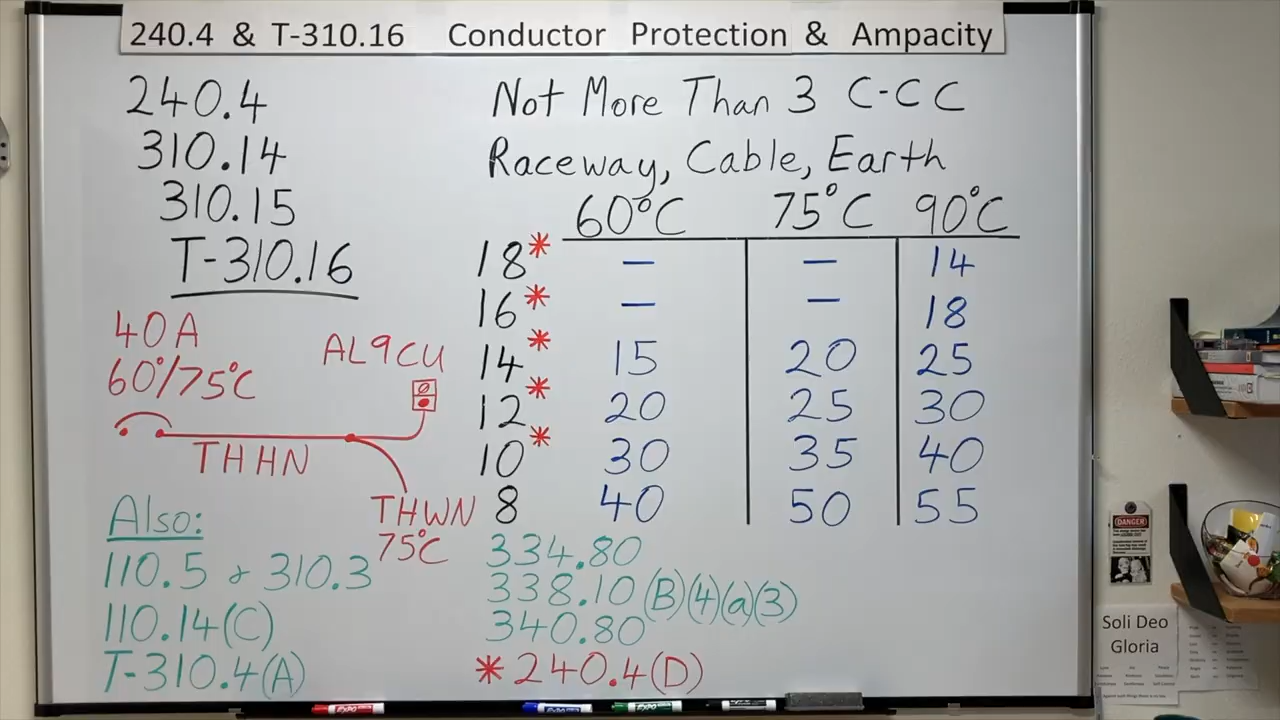 240.4 & T-310.16 Conductor Protection & Ampacity
240.4
310.14
310.15
T-310.16
Not More Than 3 C-CC
Raceway, Cable, Earth
60°C 75°C 90°C
18* — — 14
16* — — 18
14* 15 20 25
12* 20 25 30
10* 30 35 40
8 40 50 55
40A
60°/75°C
AL9CU
THHN
THWN
75°C
Also:
110.5 & 310.3
110.14(C)
T-310.4(A)
334.80
338.10(B)(4)(a)(3)
340.80
* 240.4(D)
EXPO
EXPO
EXPO
DANGER
Soli Deo
Gloria